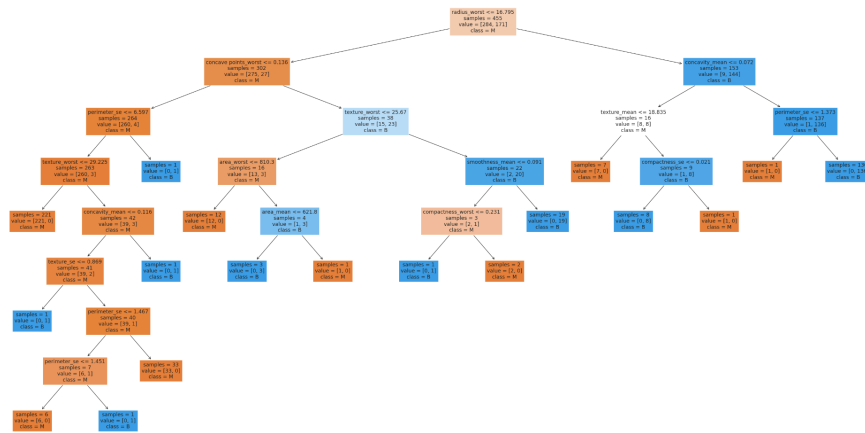 radius_worst <= 16.795
samples = 455
value = [284, 171]
class = M
concave points_worst <= 0.136
samples = 302
value = [275, 27]
class = M
concavity_mean <= 0.072
samples = 153
value = [9, 144]
class = B
perimeter_se <= 6.597
samples = 264
value = [260, 4]
class = M
texture_worst <= 25.67
samples = 38
value = [15, 23]
class = B
texture_mean <= 18.835
samples = 16
value = [8, 8]
class = M
perimeter_se <= 1.373
samples = 137
value = [1, 136]
class = B
texture_worst <= 29.225
samples = 263
value = [260, 3]
class = M
samples = 1
value = [0, 1]
class = B
area_worst <= 810.3
samples = 16
value = [13, 3]
class = M
smoothness_mean <= 0.091
samples = 22
value = [2, 20]
class = B
samples = 7
value = [7, 0]
class = M
compactness_se <= 0.021
samples = 9
value = [1, 8]
class = B
samples = 1
value = [1, 0]
class = M
class = B
samples = 221
value = [221, 0]
class = M
concavity_mean <= 0.116
samples = 42
value = [39, 3]
class = M
samples = 12
value = [12, 0]
class = M
area_mean <= 621.8
samples = 4
value = [1, 3]
class = B
compactness_worst <= 0.231
samples = 3
value = [2, 1]
class = M
samples = 19
value = [0, 19]
class = B
samples = 8
value = [0, 8]
class = B
samples = 1
value = [1, 0]
class = M
texture_se <= 0.869
samples = 41
value = [39, 2]
class = M
samples = 1
value = [0, 1]
class = B
samples = 3
value = [0, 3]
class = B
samples = 1
value = [1, 0]
class = M
samples = 1
value = [0, 1]
class = B
samples = 2
value = [2, 0]
class = M
samples = 1
value = [0, 1]
class = B
perimeter_se <= 1.467
samples = 40
value = [39, 1]
class = M
perimeter_se <= 1.451
samples = 7
value = [6, 1]
class = M
samples = 33
value = [33, 0]
class = M
samples = 6
value = [6, 0]
class = M
samples = 1
value = [0, 1]
class = B